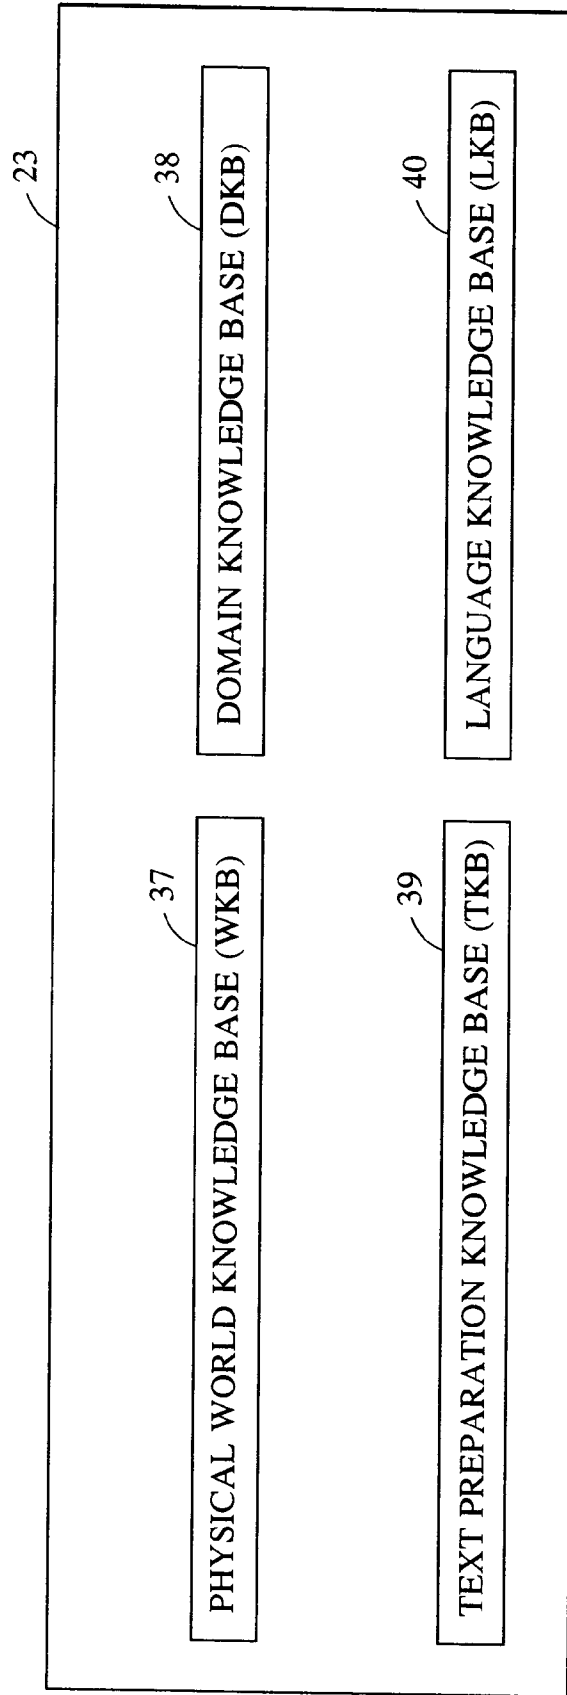 23
37
38
PHYSICAL WORLD KNOWLEDGE BASE (WKB)
DOMAIN KNOWLEDGE BASE (DKB)
39
40
TEXT PREPARATION KNOWLEDGE BASE (TKB)
LANGUAGE KNOWLEDGE BASE (LKB)